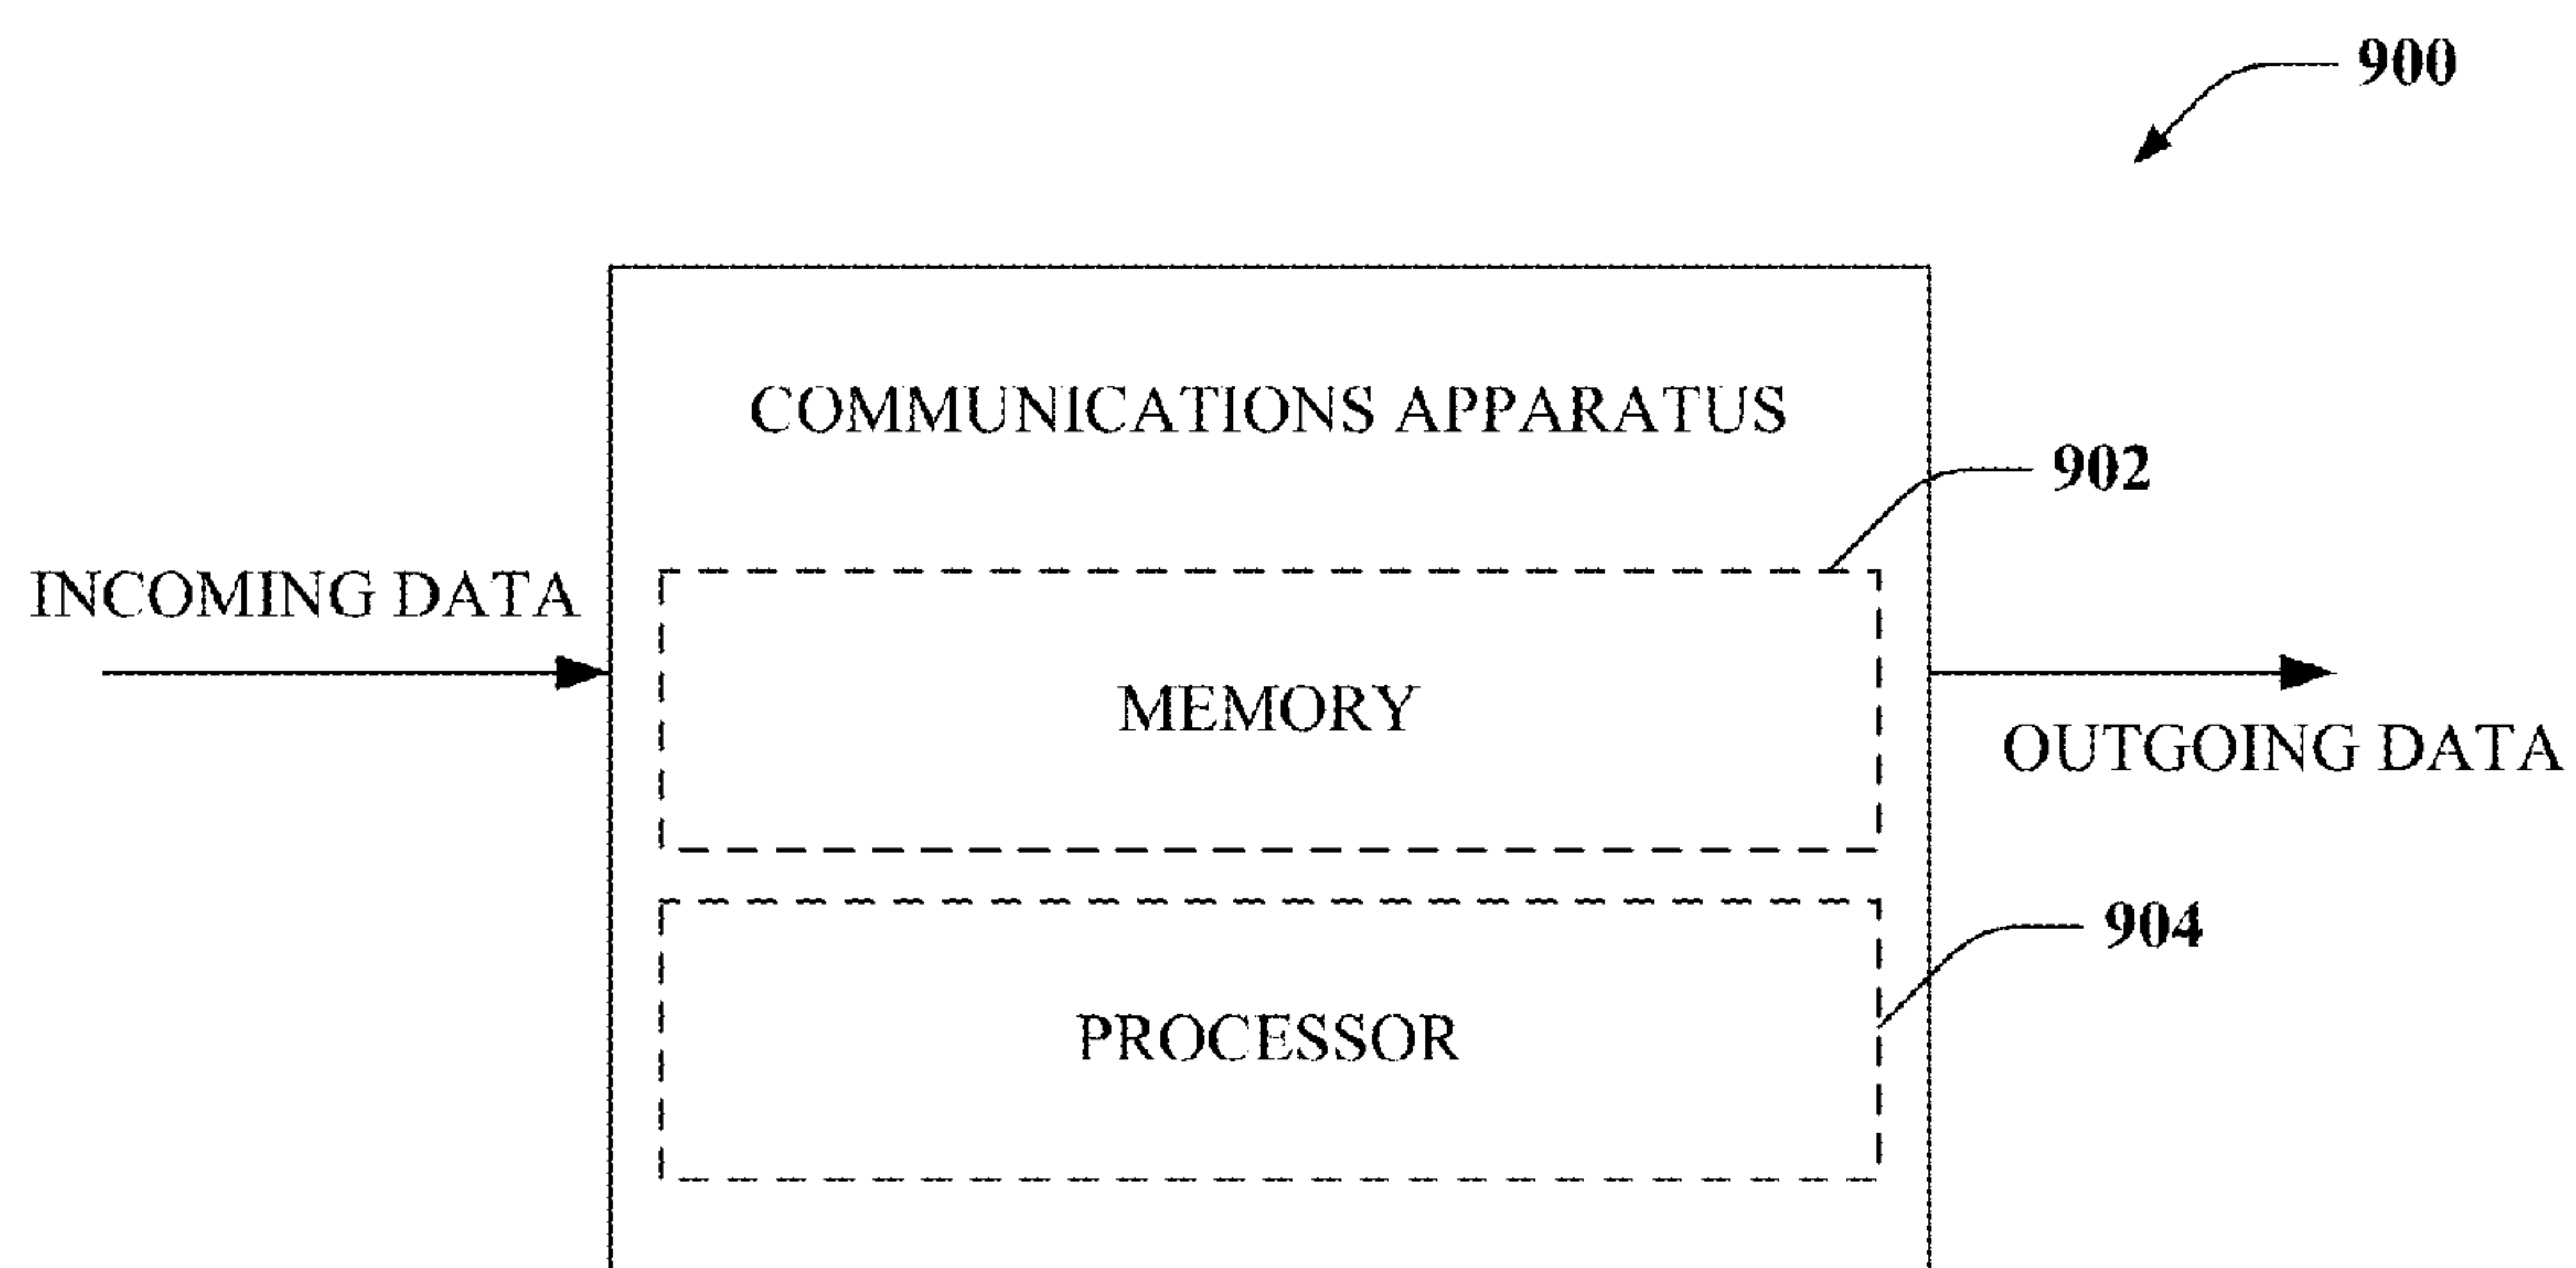 900
COMMUNICATIONS APPARATUS
902
INCOMING DATA
MEMORY
OUTGOING DATA
904
PROCESSOR